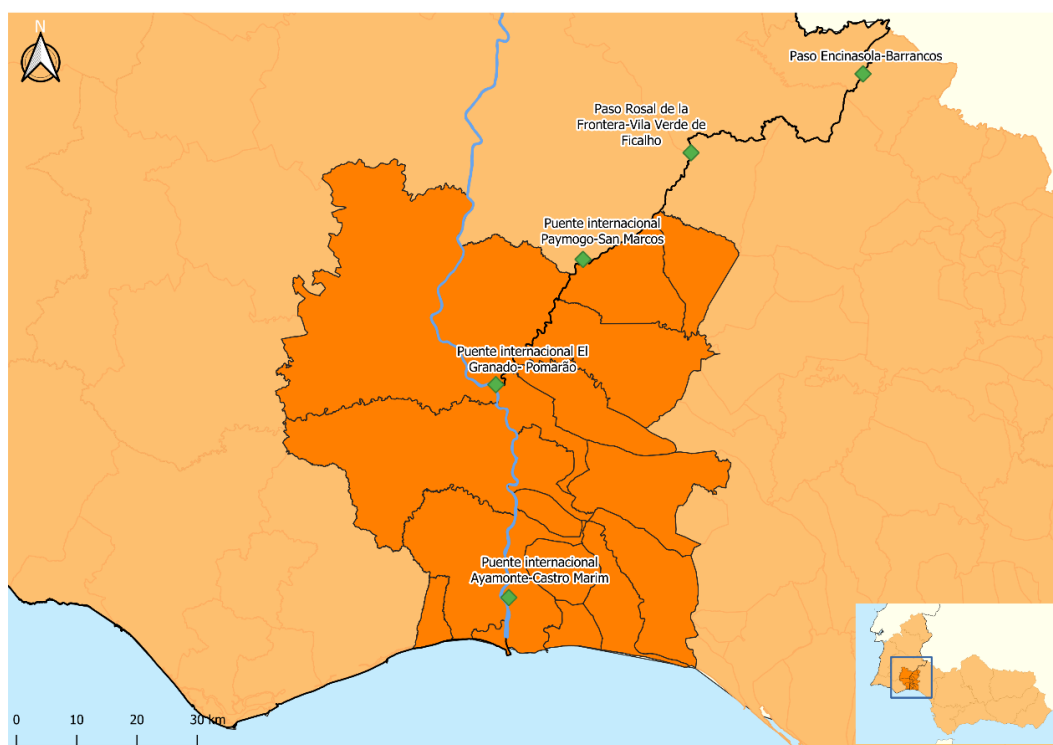 N
Paso Encinasola-Barrancos
Paso Rosal de la
Frontera-Vila Verde de
Ficalho
Puente internacional
Paymogo-San Marcos
Puente internacional El
Granado- Pomarão
Puente internacional
Ayamonte-Castro Marim
0 10 20 30 km